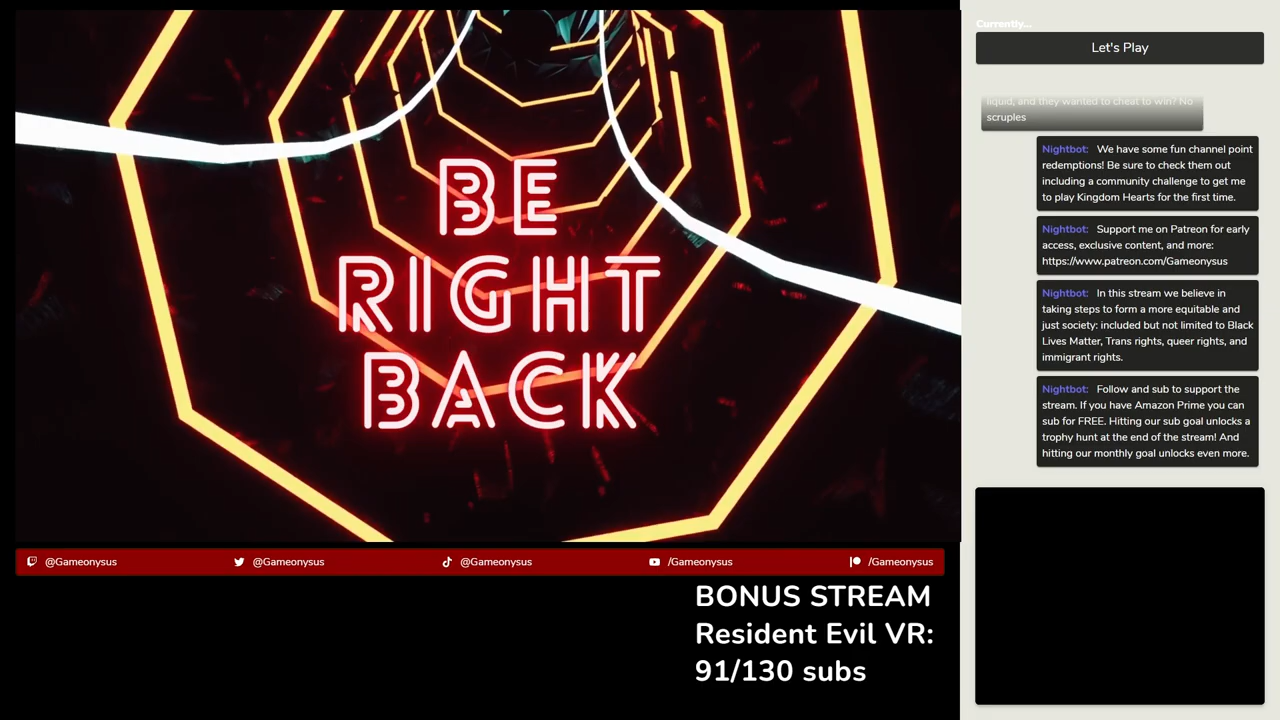 Currently...
Let's Play
liquid, and they wanted to cheat to win? No
scruples
Nightbot: We have some fun channel point
redemptions! Be sure to check them out
including a community challenge to get me
to play Kingdom Hearts for the first time.
Nightbot: Support me on Patreon for early
access, exclusive content, and more:
https://www.patreon.com/Gameonysus
Nightbot: In this stream we believe in
taking steps to form a more equitable and
just society: included but not limited to Black
Lives Matter, Trans rights, queer rights, and
immigrant rights.
Nightbot: Follow and sub to support the
stream. If you have Amazon Prime you can
sub for FREE. Hitting our sub goal unlocks a
trophy hunt at the end of the stream! And
hitting our monthly goal unlocks even more.
BE
RIGHT
BACK
@Gameonysus @Gameonysus @Gameonysus /Gameonysus /Gameonysus
BONUS STREAM
Resident Evil VR:
91/130 subs